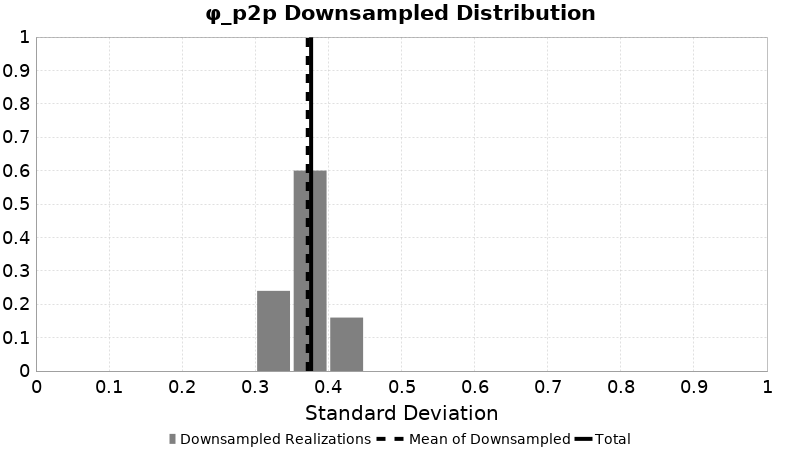 φ_p2p Downsampled Distribution
1
0.9
0.8
0.7
0.6
0.5
0.4
0.3
0.2
0.1
0
0 0.1 0.2 0.3 0.4 0.5 0.6 0.7 0.8 0.9 1
Standard Deviation
Downsampled Realizations Mean of Downsampled Total